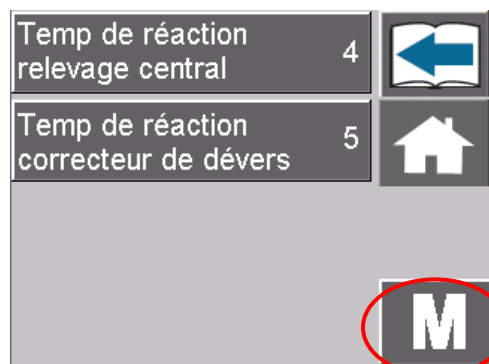 Temp de réaction
relevage central
4
Temp de réaction
correcteur de dévers
5
M